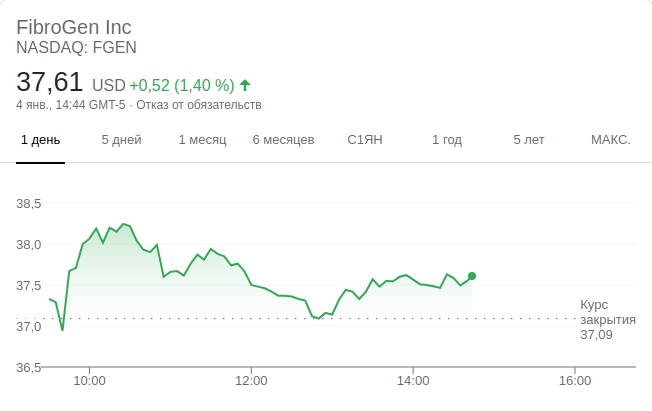 FibroGen Inc
NASDAQ: FGEN
37,61 USD +0,52 (1,40 %)
4 янв., 14:44 GMT-5 · Отказ от обязательств
1 день 5 дней 1 месяц 6 месяцев С1ЯН 1 год 5 лет МАКС.
38,5
38,0
37,5
37,0
36,5
Курс
закрытия
37,09
10:00 12:00 14:00 16:00